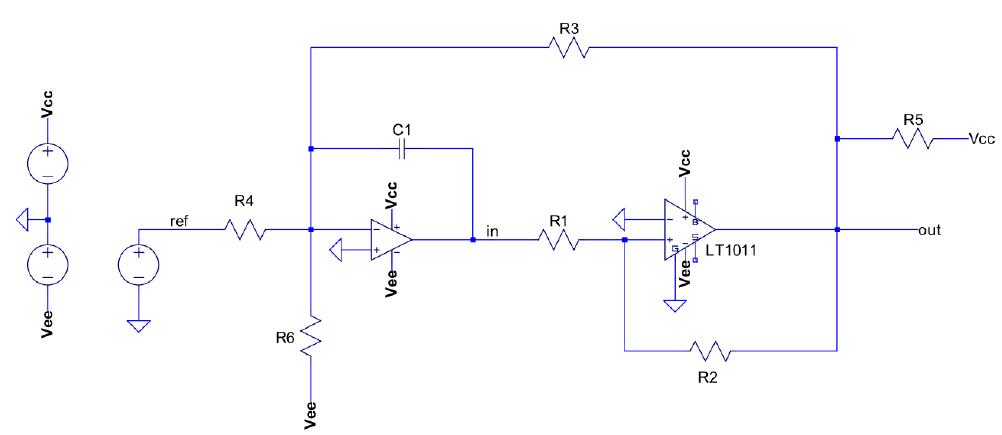 R3
Vcc
C1
R5
Vcc
R4
Vcc
Vcc
ref
in
R1
out
LT1011
G
Vee
Vee
R6
Vee
R2
Vee